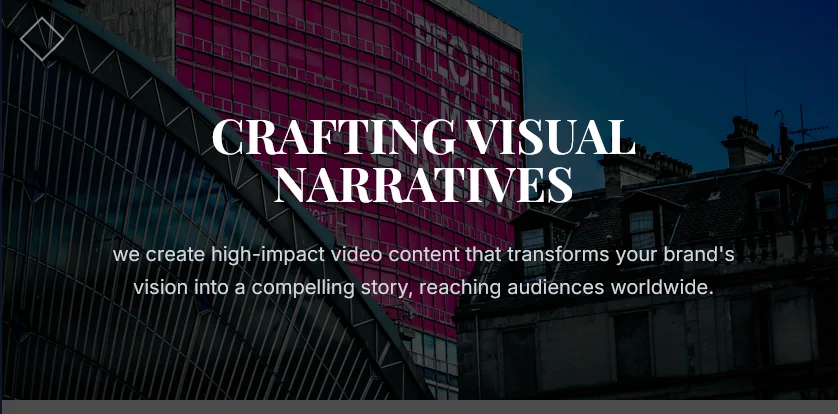 PEOPLE
CRAFTING VISUAL
NARRATIVES
we create high-impact video content that transforms your brand's
vision into a compelling story, reaching audiences worldwide.